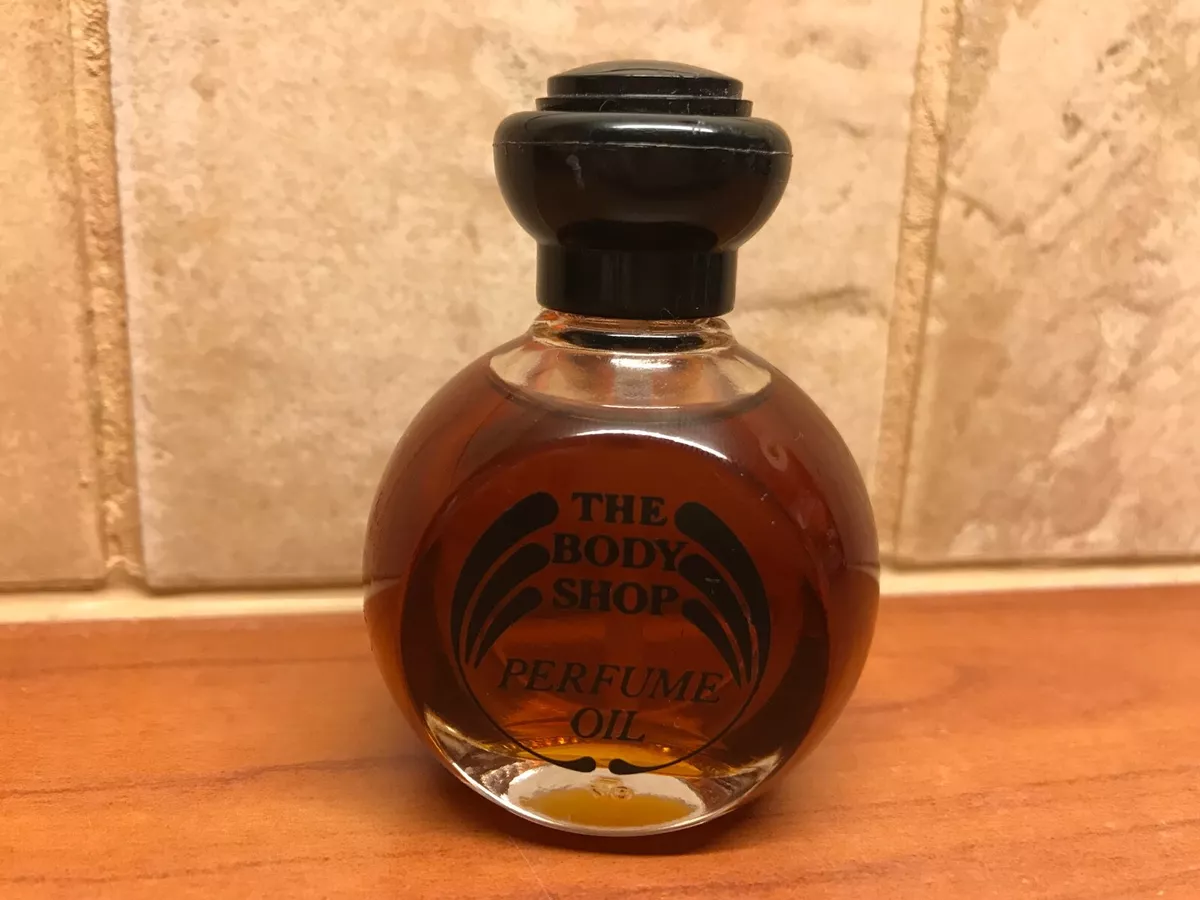 THE
BODY
SHOP
PERFUME
OIL